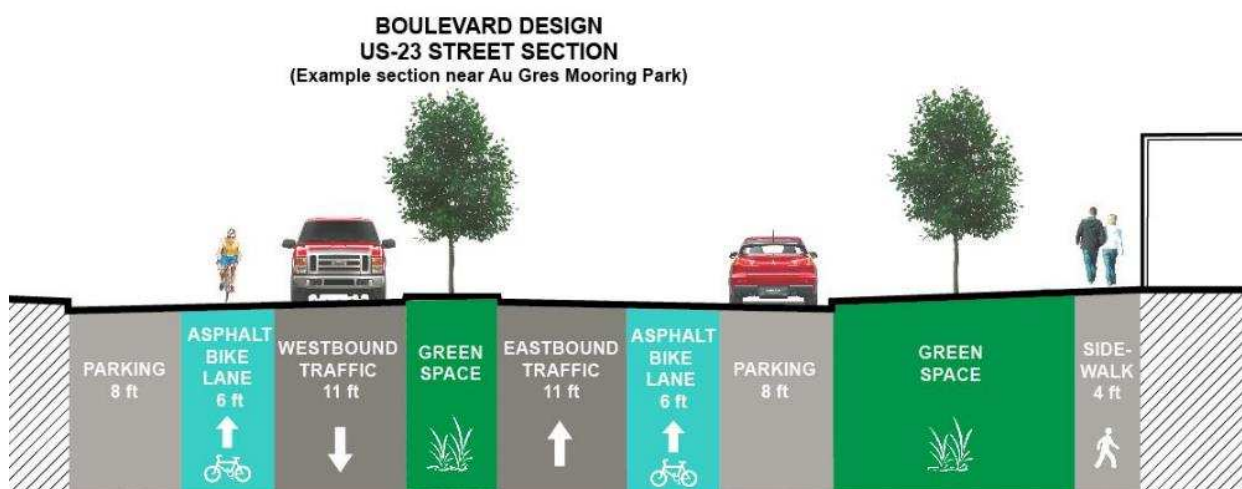 BOULEVARD DESIGN
US-23 STREET SECTION
(Example section near Au Gres Mooring Park)
PARKING
8 ft
ASPHALT
BIKE
LANE
6 ft
WESTBOUND
TRAFFIC
11 ft
GREEN
SPACE
EASTBOUND
TRAFFIC
11 ft
ASPHALT
BIKE
LANE
6 ft
PARKING
8 ft
GREEN
SPACE
SIDE-
WALK
4 ft